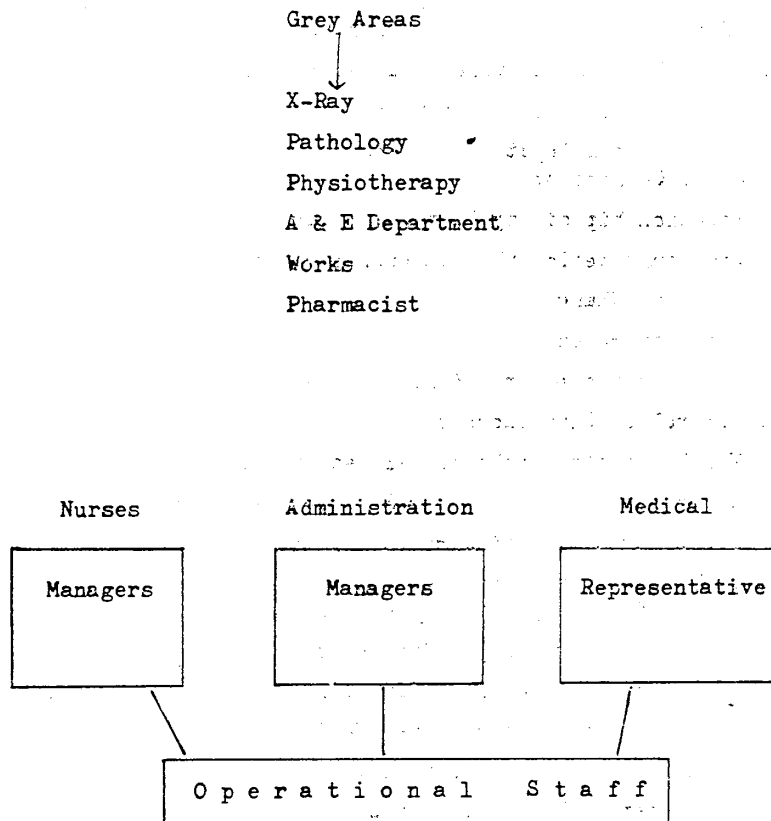 Grey Areas
X-Ray
Pathology
Physiotherapy
A & E Department
Works
Pharmacist
Nurses Administration Medical
Managers Managers Representative
Operational Staff